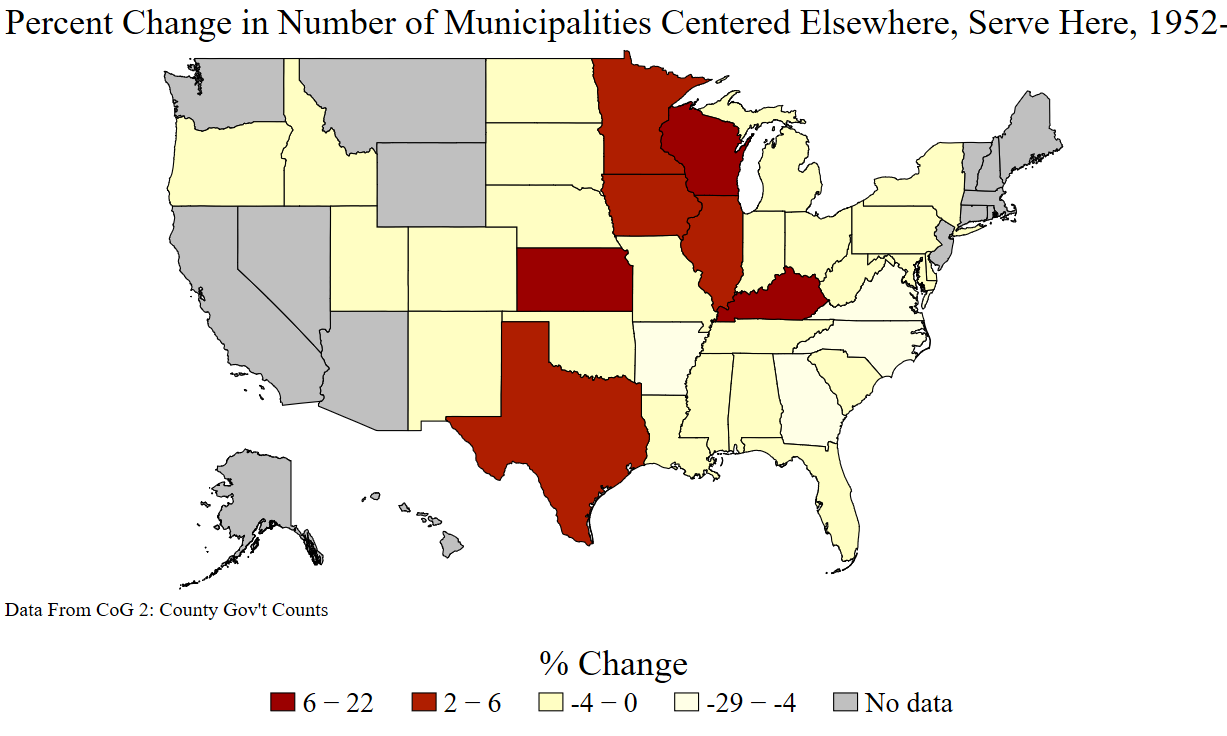 Percent Change in Number of Municipalities Centered Elsewhere, Serve Here, 1952-
Data From CoG 2: County Gov't Counts
% Change
6 − 22 2 − 6 -4 − 0 -29 − -4 No data